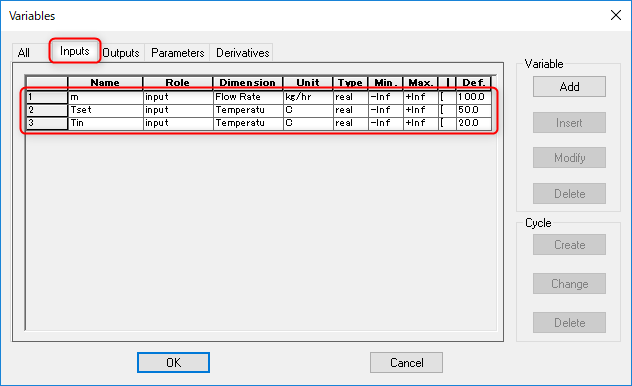 Variables
All Inputs Outputs Parameters Derivatives
Name Role Dimension Unit Type Min. Max. [ Def.
1 m input Flow Rate kg/hr real -Inf +Inf [ 100.0
2 Tset input Temperatu C real -Inf +Inf [ 50.0
3 Tin input Temperatu C real -Inf +Inf [ 20.0
Variable
Add
Insert
Modify
Delete
Cycle
Create
Change
Delete
OK Cancel